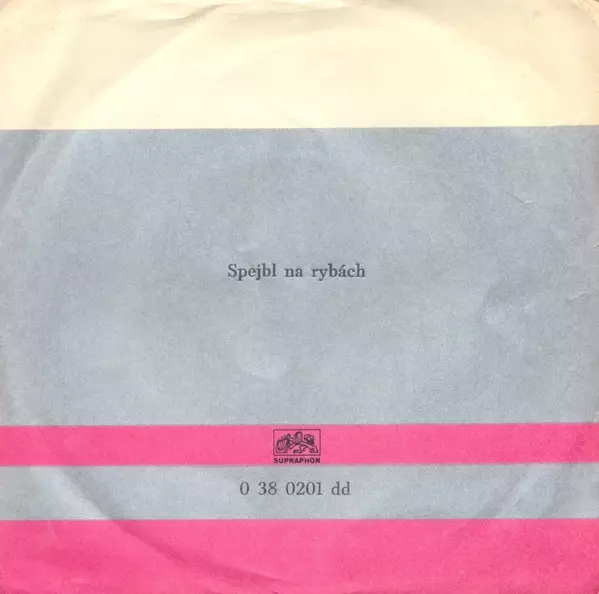 Spejbl na rybách
SUPRAPHON
0 38 0201 dd